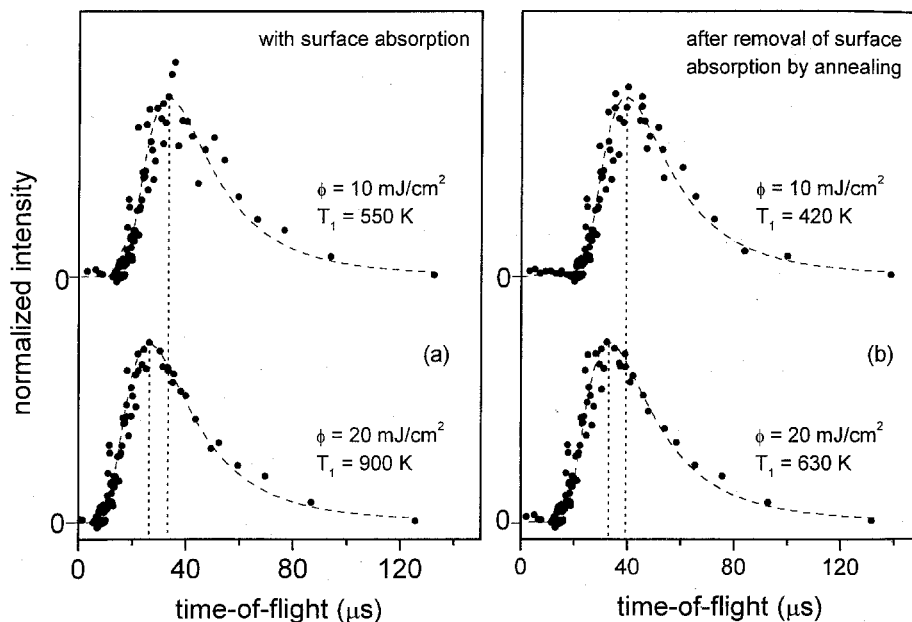 with surface absorption
ϕ = 10 mJ/cm²
T₁ = 550 K
0
(a)
ϕ = 20 mJ/cm²
T₁ = 900 K
0
0 40 80 120
time-of-flight (μs)
normalized intensity
after removal of surface
absorption by annealing
ϕ = 10 mJ/cm²
T₁ = 420 K
0
(b)
ϕ = 20 mJ/cm²
T₁ = 630 K
0
0 40 80 120
time-of-flight (μs)